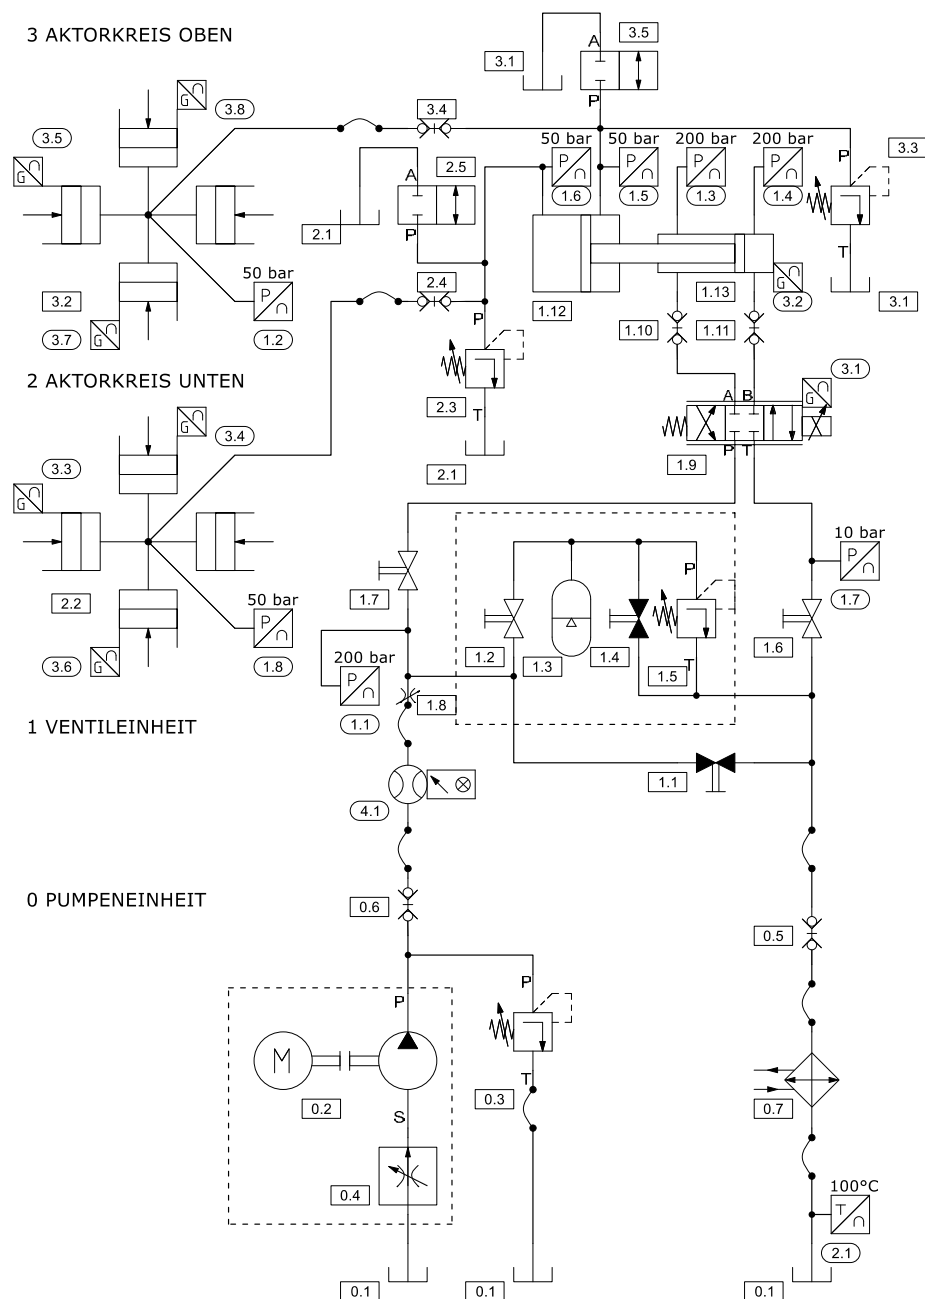 3 AKTORKREIS OBEN
A
3.5
3.1
G
3.8
P
3.4
3.5
50 bar
50 bar
200 bar
200 bar
P
3.3
G
A
2.5
P
P
P
P
1.6
1.5
1.3
1.4
2.1
P
T
50 bar
2.4
3.2
P
1.13
G
3.1
1.12
3.2
3.7
G
1.2
P
1.10
1.11
2 AKTORKREIS UNTEN
3.1
G
2.3
A
B
G
3.4
T
P
T
3.3
2.1
1.9
G
10 bar
P
P
1.7
2.2
50 bar
1.7
3.6
G
P
1.8
200 bar
P
1.2
1.3
1.4
1.5
T
1.6
1.1
1.8
1 VENTILEINHEIT
1.1
4.1
0 PUMPENEINHEIT
0.6
0.5
P
P
M
0.2
T
0.3
0.7
S
0.4
100°C
T
2.1
0.1
0.1
0.1